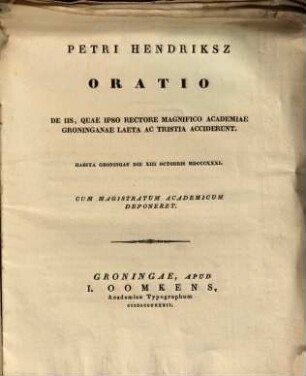 PETRI HENDRIKSZ
ORATIO
DE IIS, QUAE IPSO RECTORE MAGNIFICO ACADEMIAE
GRONINGANAE LAETA AC TRISTIA ACCIDERUNT.
HABITA GRONINGAE DIE XIII OCTOBRIS MDCCCXXXI.
CUM MAGISTRATUM ACADEMICUM
DEPONERET.
GRONINGAE, APUD
I. OOMKENS,
Academiae Typographum